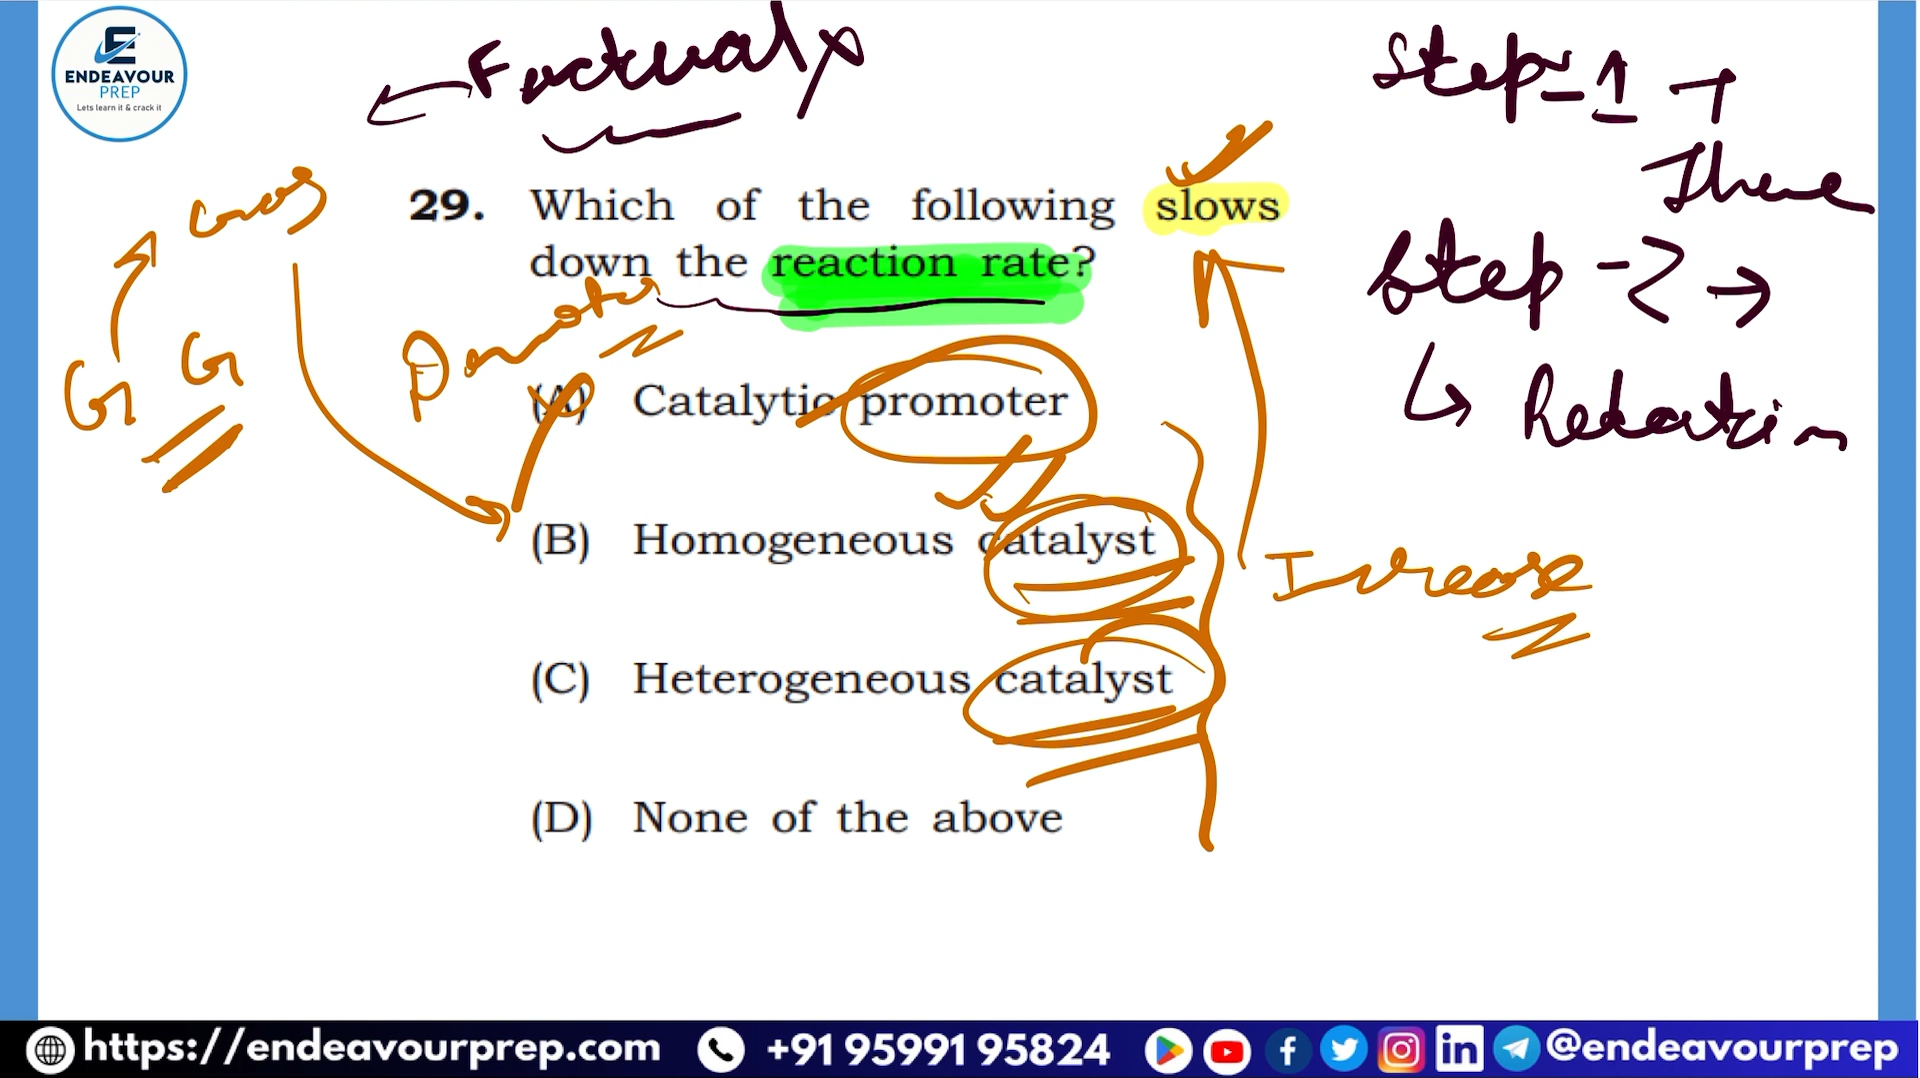 ENDEAVOUR
PREP
Lets learn it & crack it
Factual
Step-1 →
Theme
29. Which of the following slows
down the reaction rate?
Step-2 →
Promoter
(A) Catalytic promoter
(B) Homogeneous catalyst
Increase
(C) Heterogeneous catalyst
(D) None of the above
https://endeavourprep.com
+91 95991 95824
f
in
@endeavourprep